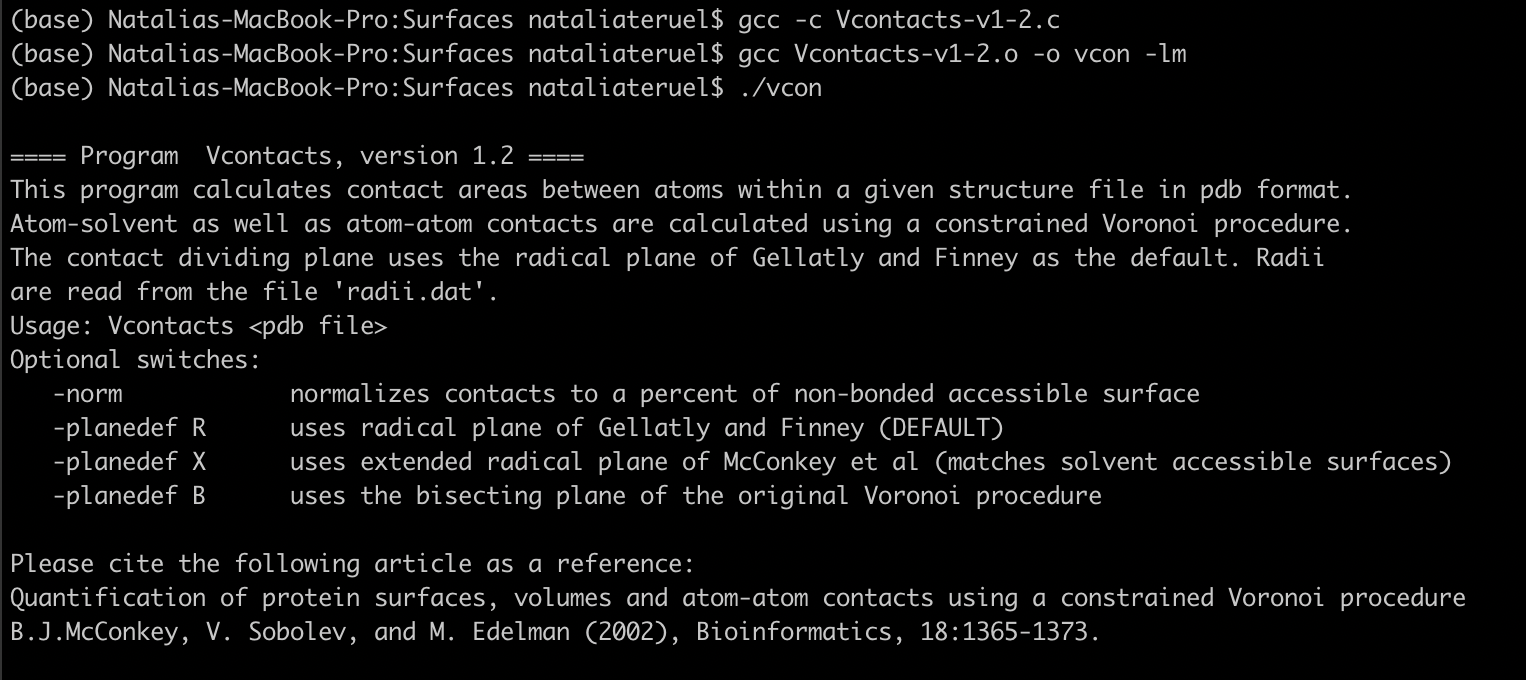 (base) Natalias-MacBook-Pro:Surfaces nataliateruel$ gcc -c Vcontacts-v1-2.c
(base) Natalias-MacBook-Pro:Surfaces nataliateruel$ gcc Vcontacts-v1-2.o -o vcon -lm
(base) Natalias-MacBook-Pro:Surfaces nataliateruel$ ./vcon
==== Program  Vcontacts, version 1.2 ====
This program calculates contact areas between atoms within a given structure file in pdb format.
Atom-solvent as well as atom-atom contacts are calculated using a constrained Voronoi procedure.
The contact dividing plane uses the radical plane of Gellatly and Finney as the default. Radii
are read from the file 'radii.dat'.
Usage: Vcontacts <pdb file>
Optional switches:
   -norm            normalizes contacts to a percent of non-bonded accessible surface
   -planedef R      uses radical plane of Gellatly and Finney (DEFAULT)
   -planedef X      uses extended radical plane of McConkey et al (matches solvent accessible surfaces)
   -planedef B      uses the bisecting plane of the original Voronoi procedure
Please cite the following article as a reference:
Quantification of protein surfaces, volumes and atom-atom contacts using a constrained Voronoi procedure
B.J.McConkey, V. Sobolev, and M. Edelman (2002), Bioinformatics, 18:1365-1373.